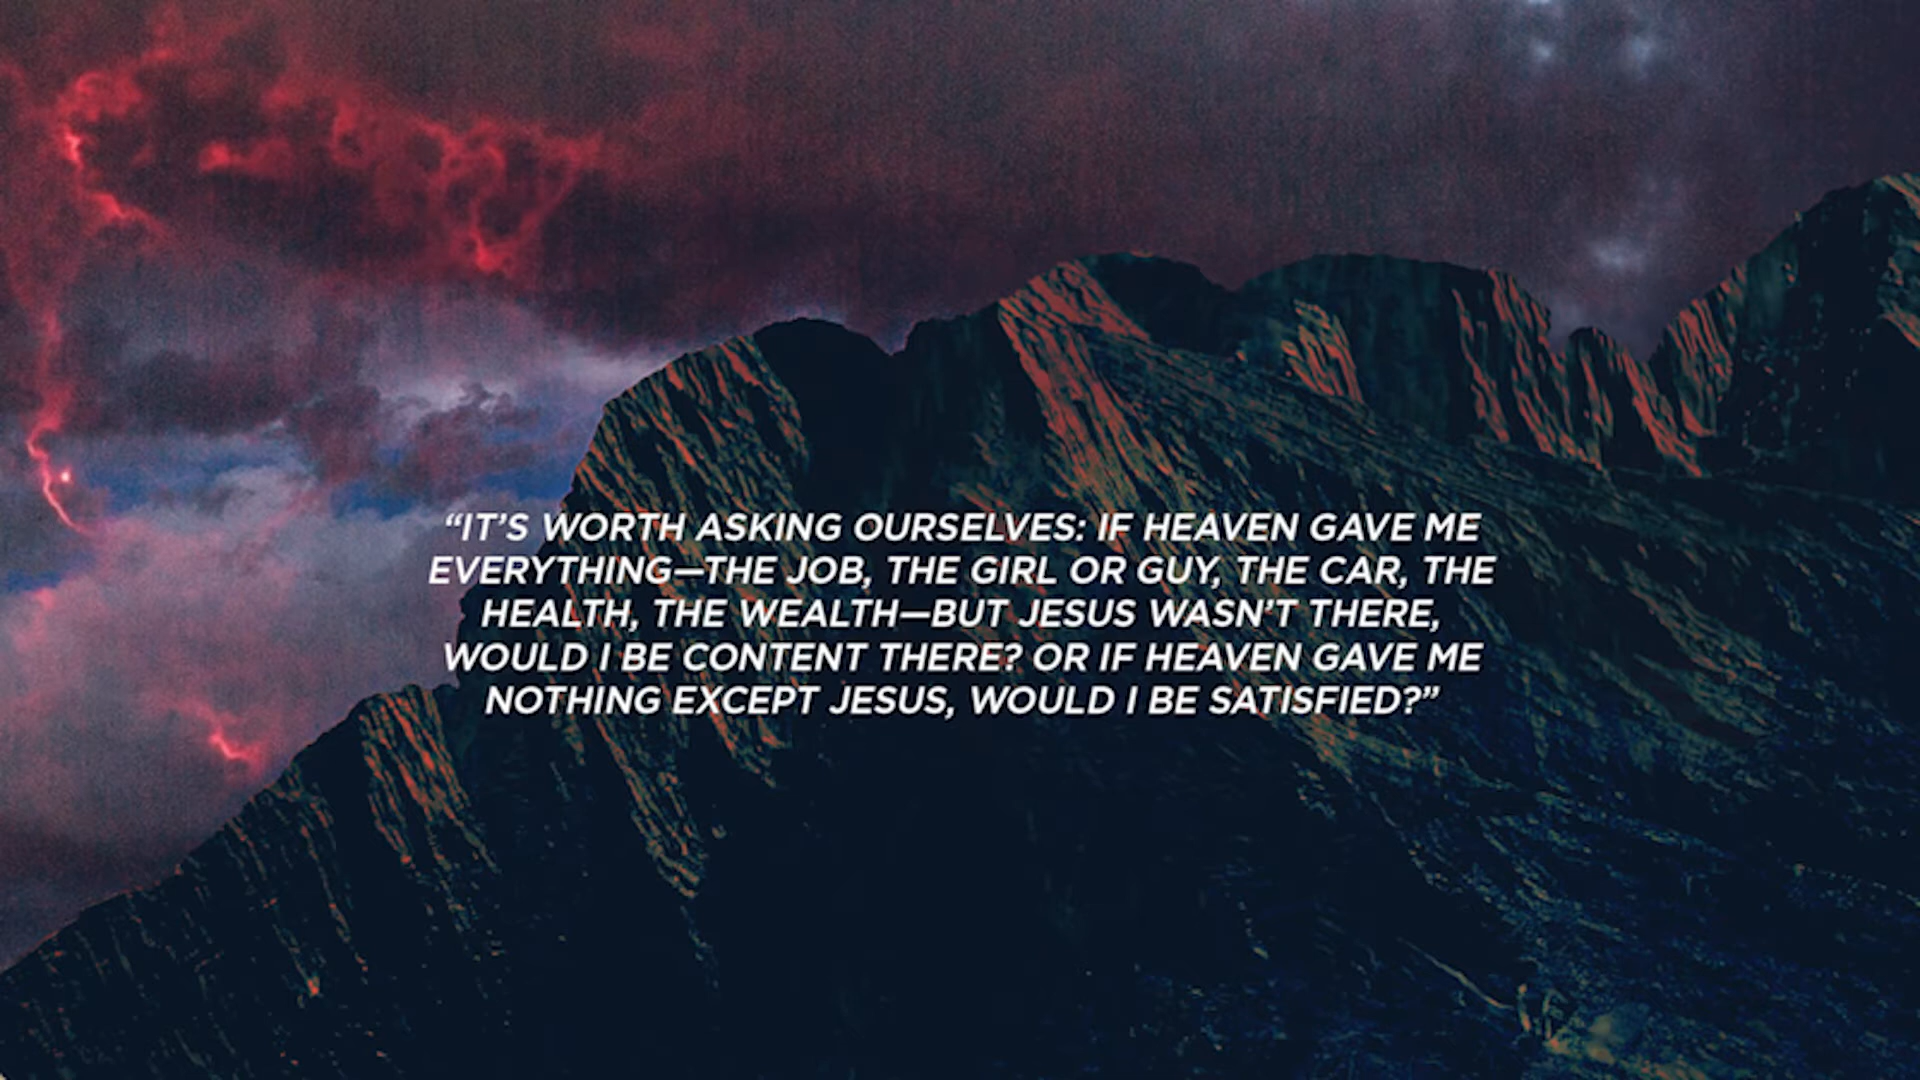 “IT’S WORTH ASKING OURSELVES: IF HEAVEN GAVE ME
EVERYTHING—THE JOB, THE GIRL OR GUY, THE CAR, THE
HEALTH, THE WEALTH—BUT JESUS WASN’T THERE,
WOULD I BE CONTENT THERE? OR IF HEAVEN GAVE ME
NOTHING EXCEPT JESUS, WOULD I BE SATISFIED?”